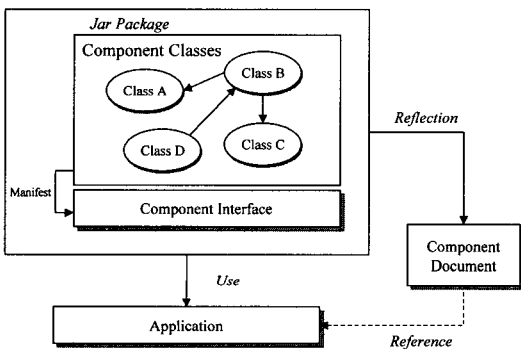 Jar Package
Component Classes
Class A
Class B
Class D
Class C
Manifest
Component Interface
Reflection
Component
Document
Use
Application
Reference